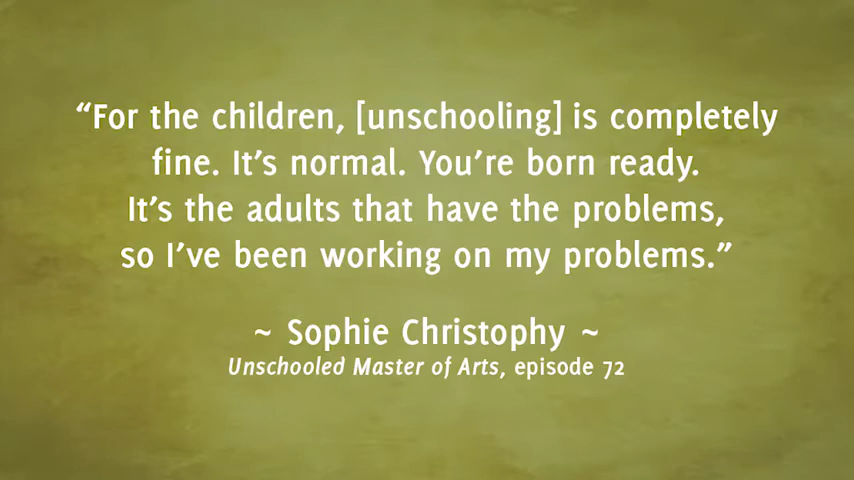 “For the children, [unschooling] is completely
fine. It’s normal. You’re born ready.
It’s the adults that have the problems,
so I’ve been working on my problems.”
~ Sophie Christophy ~
Unschooled Master of Arts, episode 72